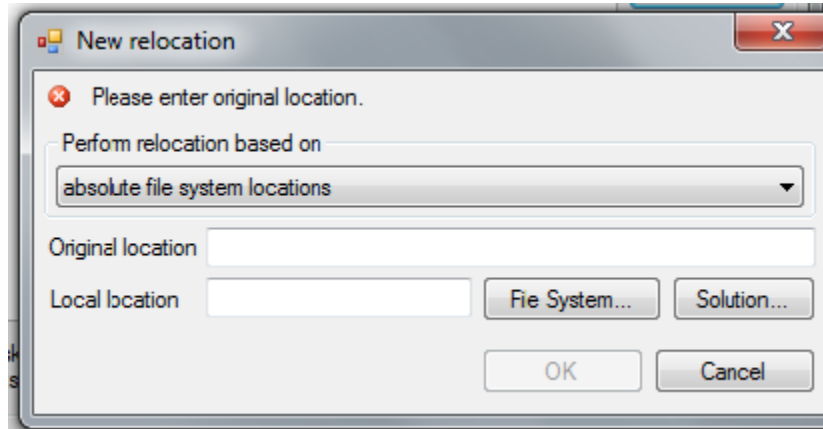 New relocation
Please enter original location.
Perform relocation based on
absolute file system locations
Original location
Local location
File System...
Solution...
OK
Cancel